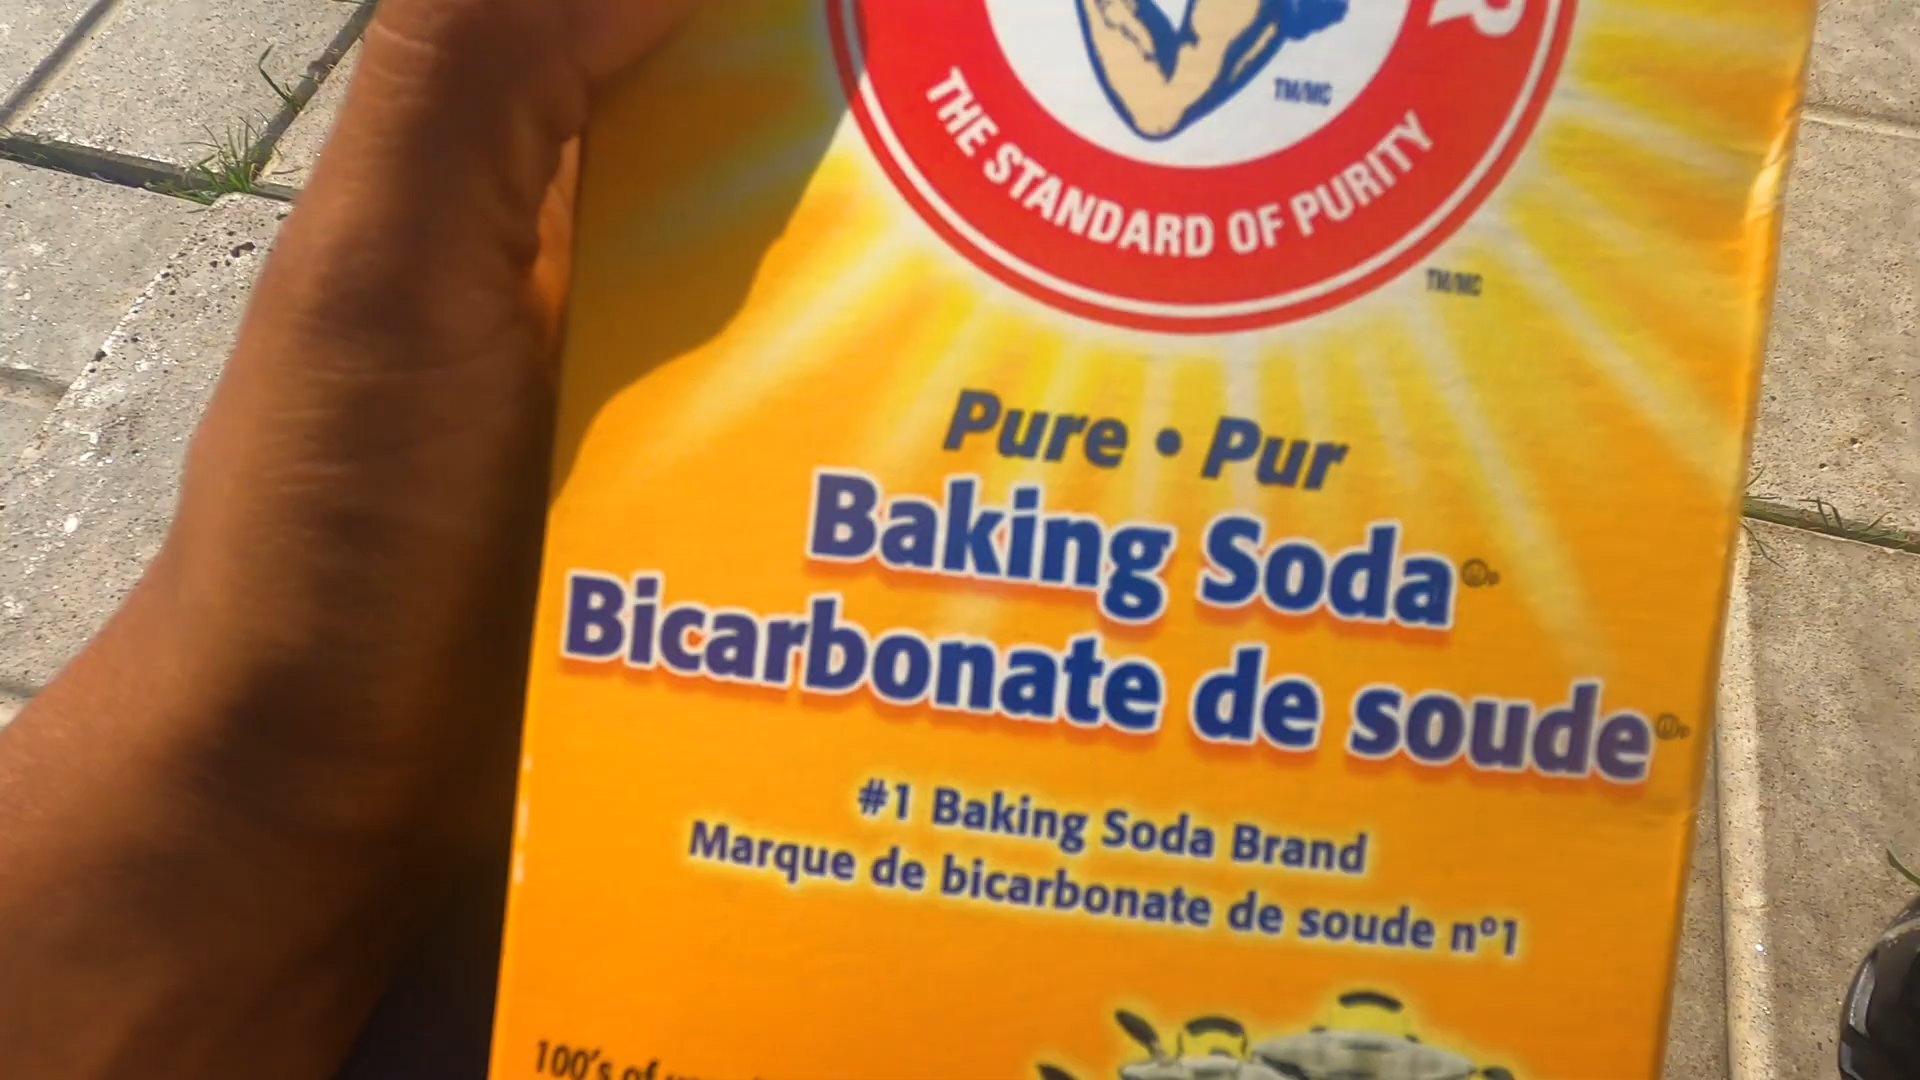 R
TM/MC
THE STANDARD OF PURITY
TM/MC
Pure • Pur
Baking Soda
Bicarbonate de soude
#1 Baking Soda Brand
Marque de bicarbonate de soude nº1
100's of